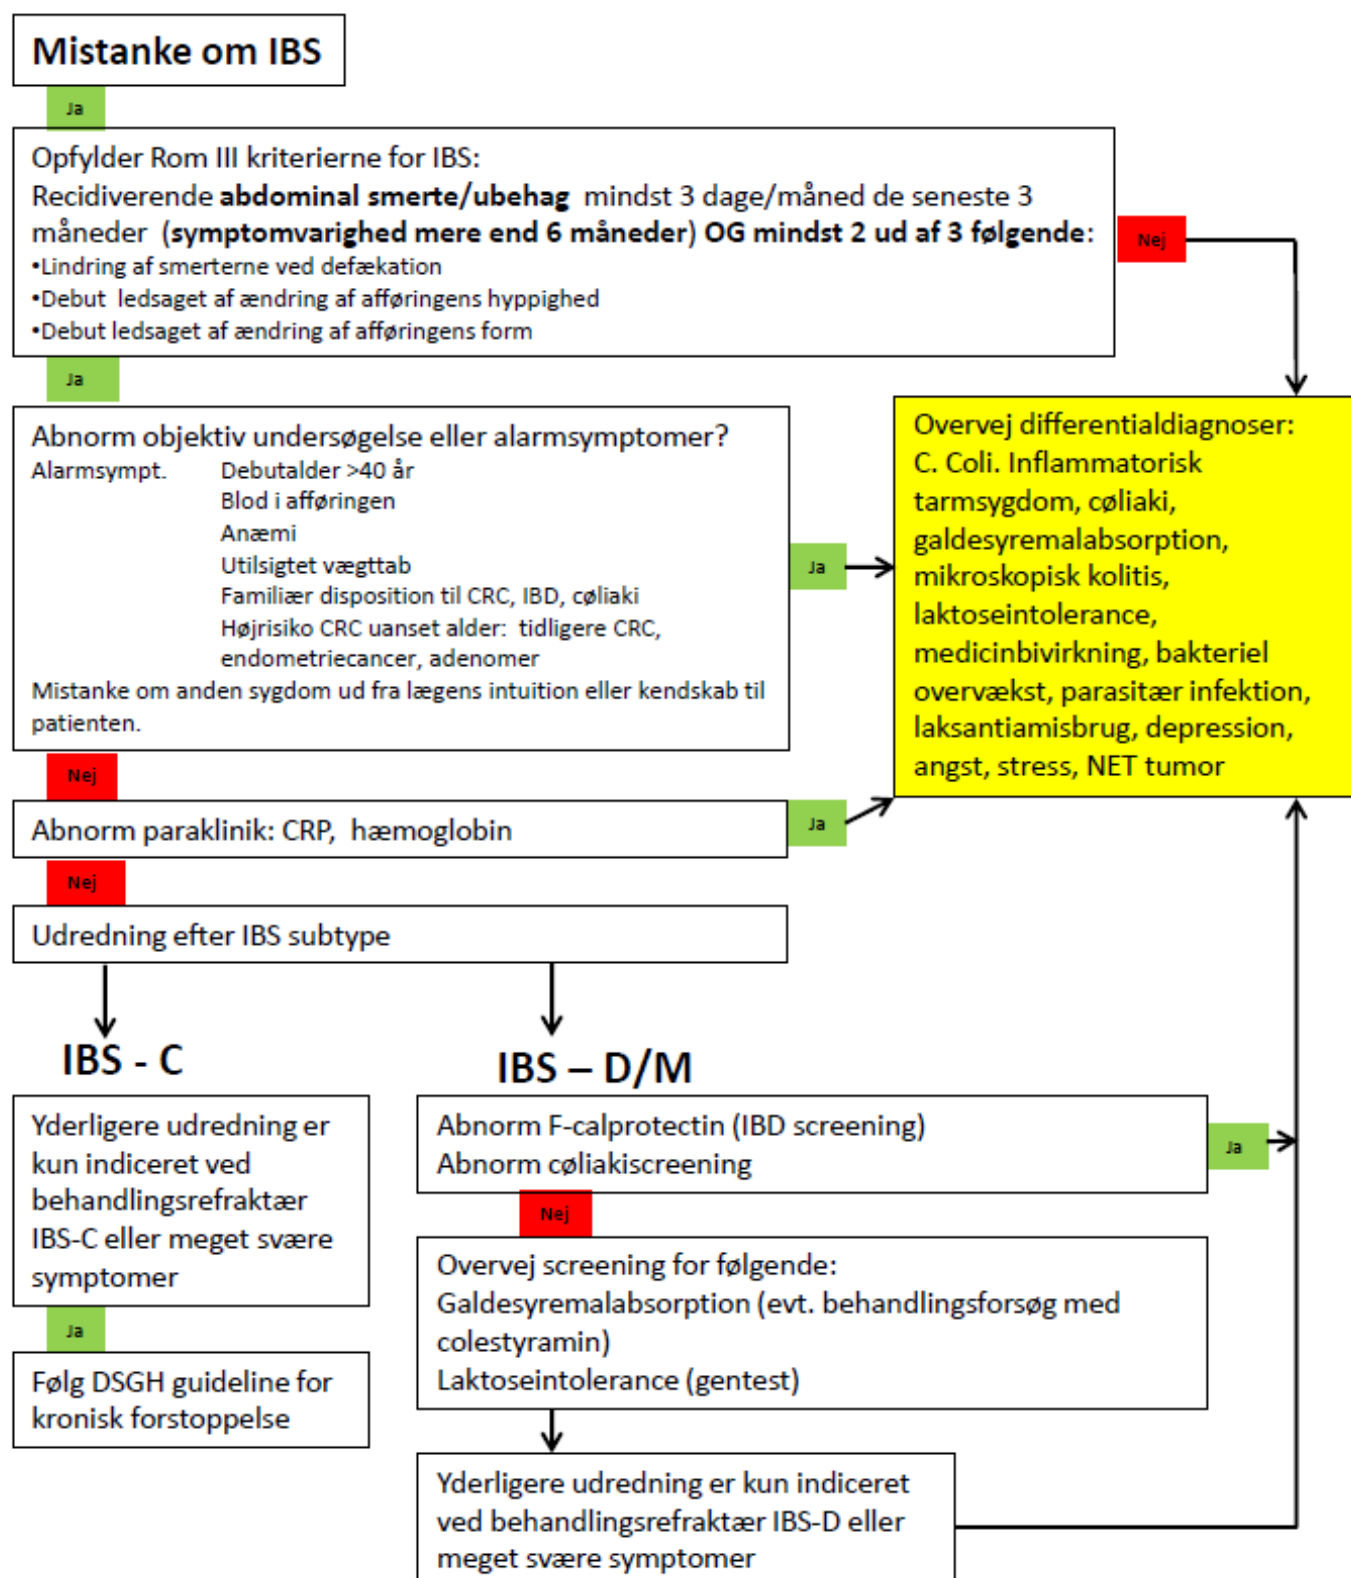 Mistanke om IBS
Ja
Opfylder Rom III kriterierne for IBS:
Recidiverende abdominal smerte/ubehag mindst 3 dage/måned de seneste 3
måneder (symptomvarighed mere end 6 måneder) OG mindst 2 ud af 3 følgende:
•Lindring af smerterne ved defækation
•Debut ledsaget af ændring af afføringens hyppighed
•Debut ledsaget af ændring af afføringens form
Nej
Ja
Abnorm objektiv undersøgelse eller alarmsymptomer?
Alarmsympt. Debutalder >40 år
Blod i afføringen
Anæmi
Utilsigtet vægttab
Familiær disposition til CRC, IBD, cøliaki
Højrisiko CRC uanset alder: tidligere CRC,
endometriecancer, adenomer
Mistanke om anden sygdom ud fra lægens intuition eller kendskab til
patienten.
Ja
Overvej differentialdiagnoser:
C. Coli. Inflammatorisk
tarmsygdom, cøliaki,
galdesyremalabsorption,
mikroskopisk kolitis,
laktoseintolerance,
medicinbivirkning, bakteriel
overvækst, parasitær infektion,
laksantiamisbrug, depression,
angst, stress, NET tumor
Nej
Abnorm paraklinik: CRP, hæmoglobin
Ja
Nej
Udredning efter IBS subtype
IBS - C
Yderligere udredning er
kun indiceret ved
behandlingsrefraktær
IBS-C eller meget svære
symptomer
Ja
Følg DSGH guideline for
kronisk forstoppelse
IBS – D/M
Abnorm F-calprotectin (IBD screening)
Abnorm cøliakiscreening
Ja
Nej
Overvej screening for følgende:
Galdesyremalabsorption (evt. behandlingsforsøg med
colestyramin)
Laktoseintolerance (gentest)
Yderligere udredning er kun indiceret
ved behandlingsrefraktær IBS-D eller
meget svære symptomer